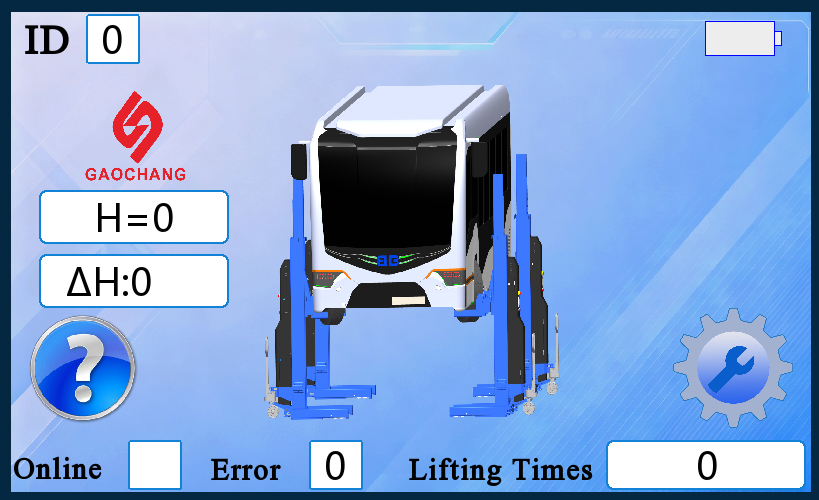 ID 0
GAOCHANG
H=0
ΔH:0
?
Online
Error 0
Lifting Times 0